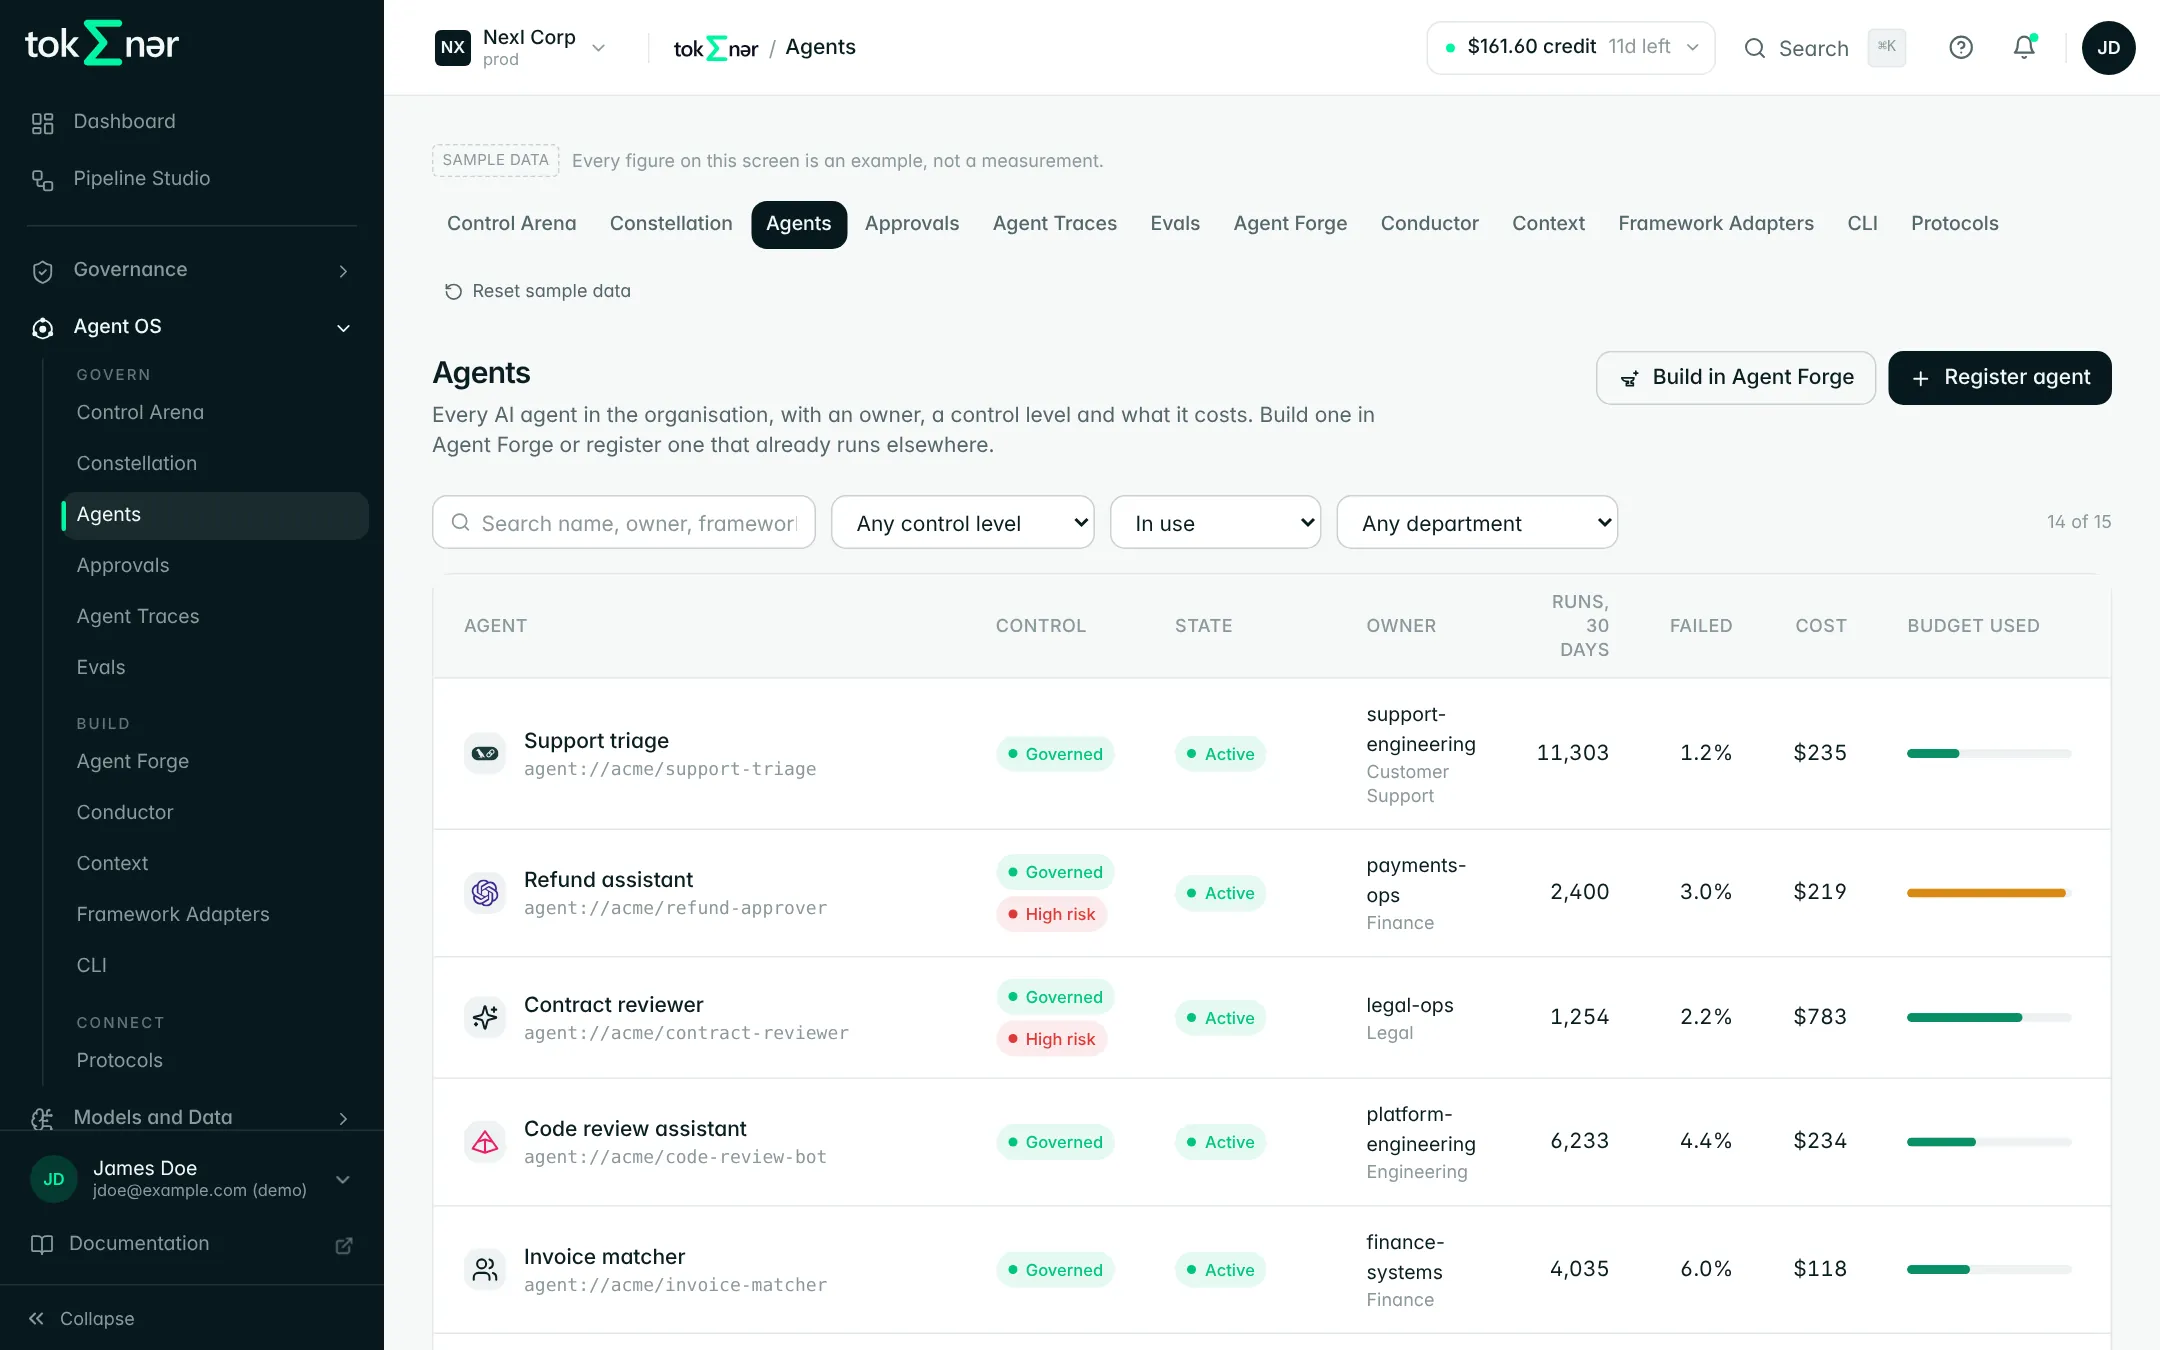 tokΣnər
Dashboard
Pipeline Studio
Governance
Agent OS
GOVERN
Control Arena
Constellation
Agents
Approvals
Agent Traces
Evals
BUILD
Agent Forge
Conductor
Context
Framework Adapters
CLI
CONNECT
Protocols
Models and Data
JD
James Doe
jdoe@example.com (demo)
Documentation
Collapse
NX
Nexl Corp
prod
tokΣnər / Agents
$161.60 credit 11d left
Search ⌘K
JD
SAMPLE DATA Every figure on this screen is an example, not a measurement.
Control Arena Constellation Agents Approvals Agent Traces Evals Agent Forge Conductor Context Framework Adapters CLI Protocols
Reset sample data
Agents
Every AI agent in the organisation, with an owner, a control level and what it costs. Build one in
Agent Forge or register one that already runs elsewhere.
Build in Agent Forge
+ Register agent
Search name, owner, framewor
Any control level
In use
Any department
14 of 15
AGENT CONTROL STATE OWNER RUNS, 30 DAYS FAILED COST BUDGET USED
Support triage
agent://acme/support-triage
Governed
Active
support-
engineering
Customer
Support
11,303 1.2% $235
Refund assistant
agent://acme/refund-approver
Governed
High risk
Active
payments-
ops
Finance
2,400 3.0% $219
Contract reviewer
agent://acme/contract-reviewer
Governed
High risk
Active
legal-ops
Legal
1,254 2.2% $783
Code review assistant
agent://acme/code-review-bot
Governed
Active
platform-
engineering
Engineering
6,233 4.4% $234
Invoice matcher
agent://acme/invoice-matcher
Governed
Active
finance-
systems
Finance
4,035 6.0% $118